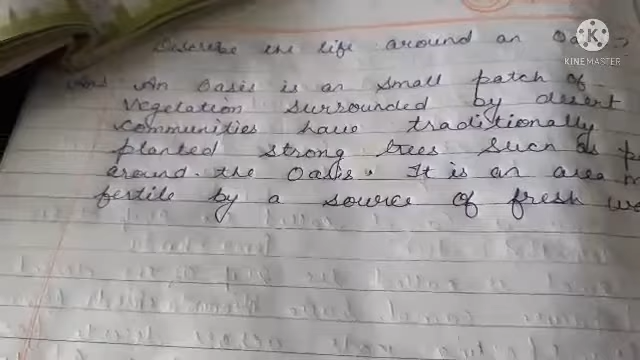 Describe the life around an
KINEMASTER
Ans An Oasis is an small patch of
vegetation surrounded by desert
communities have traditionally
planted strong trees such as
around the Oasis. It is an area
fertile by a source of fresh